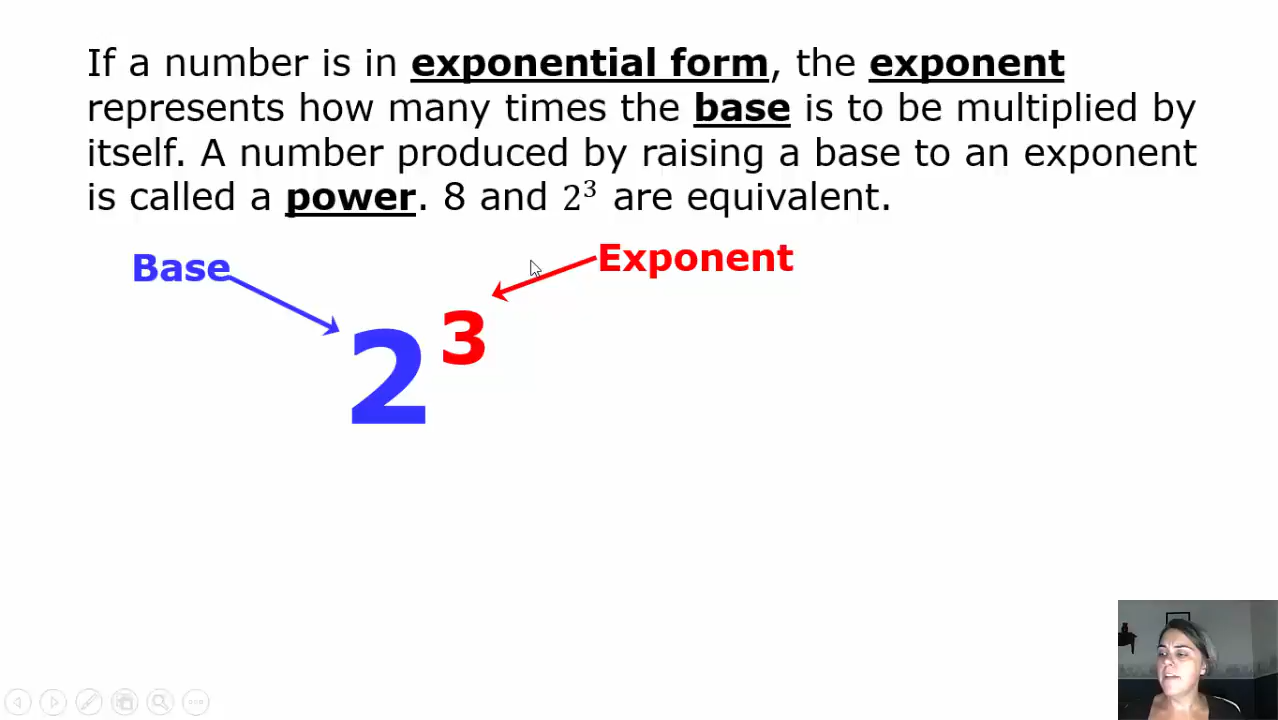 If a number is in exponential form, the exponent
represents how many times the base is to be multiplied by
itself. A number produced by raising a base to an exponent
is called a power. 8 and 2³ are equivalent.
Base
Exponent
2³